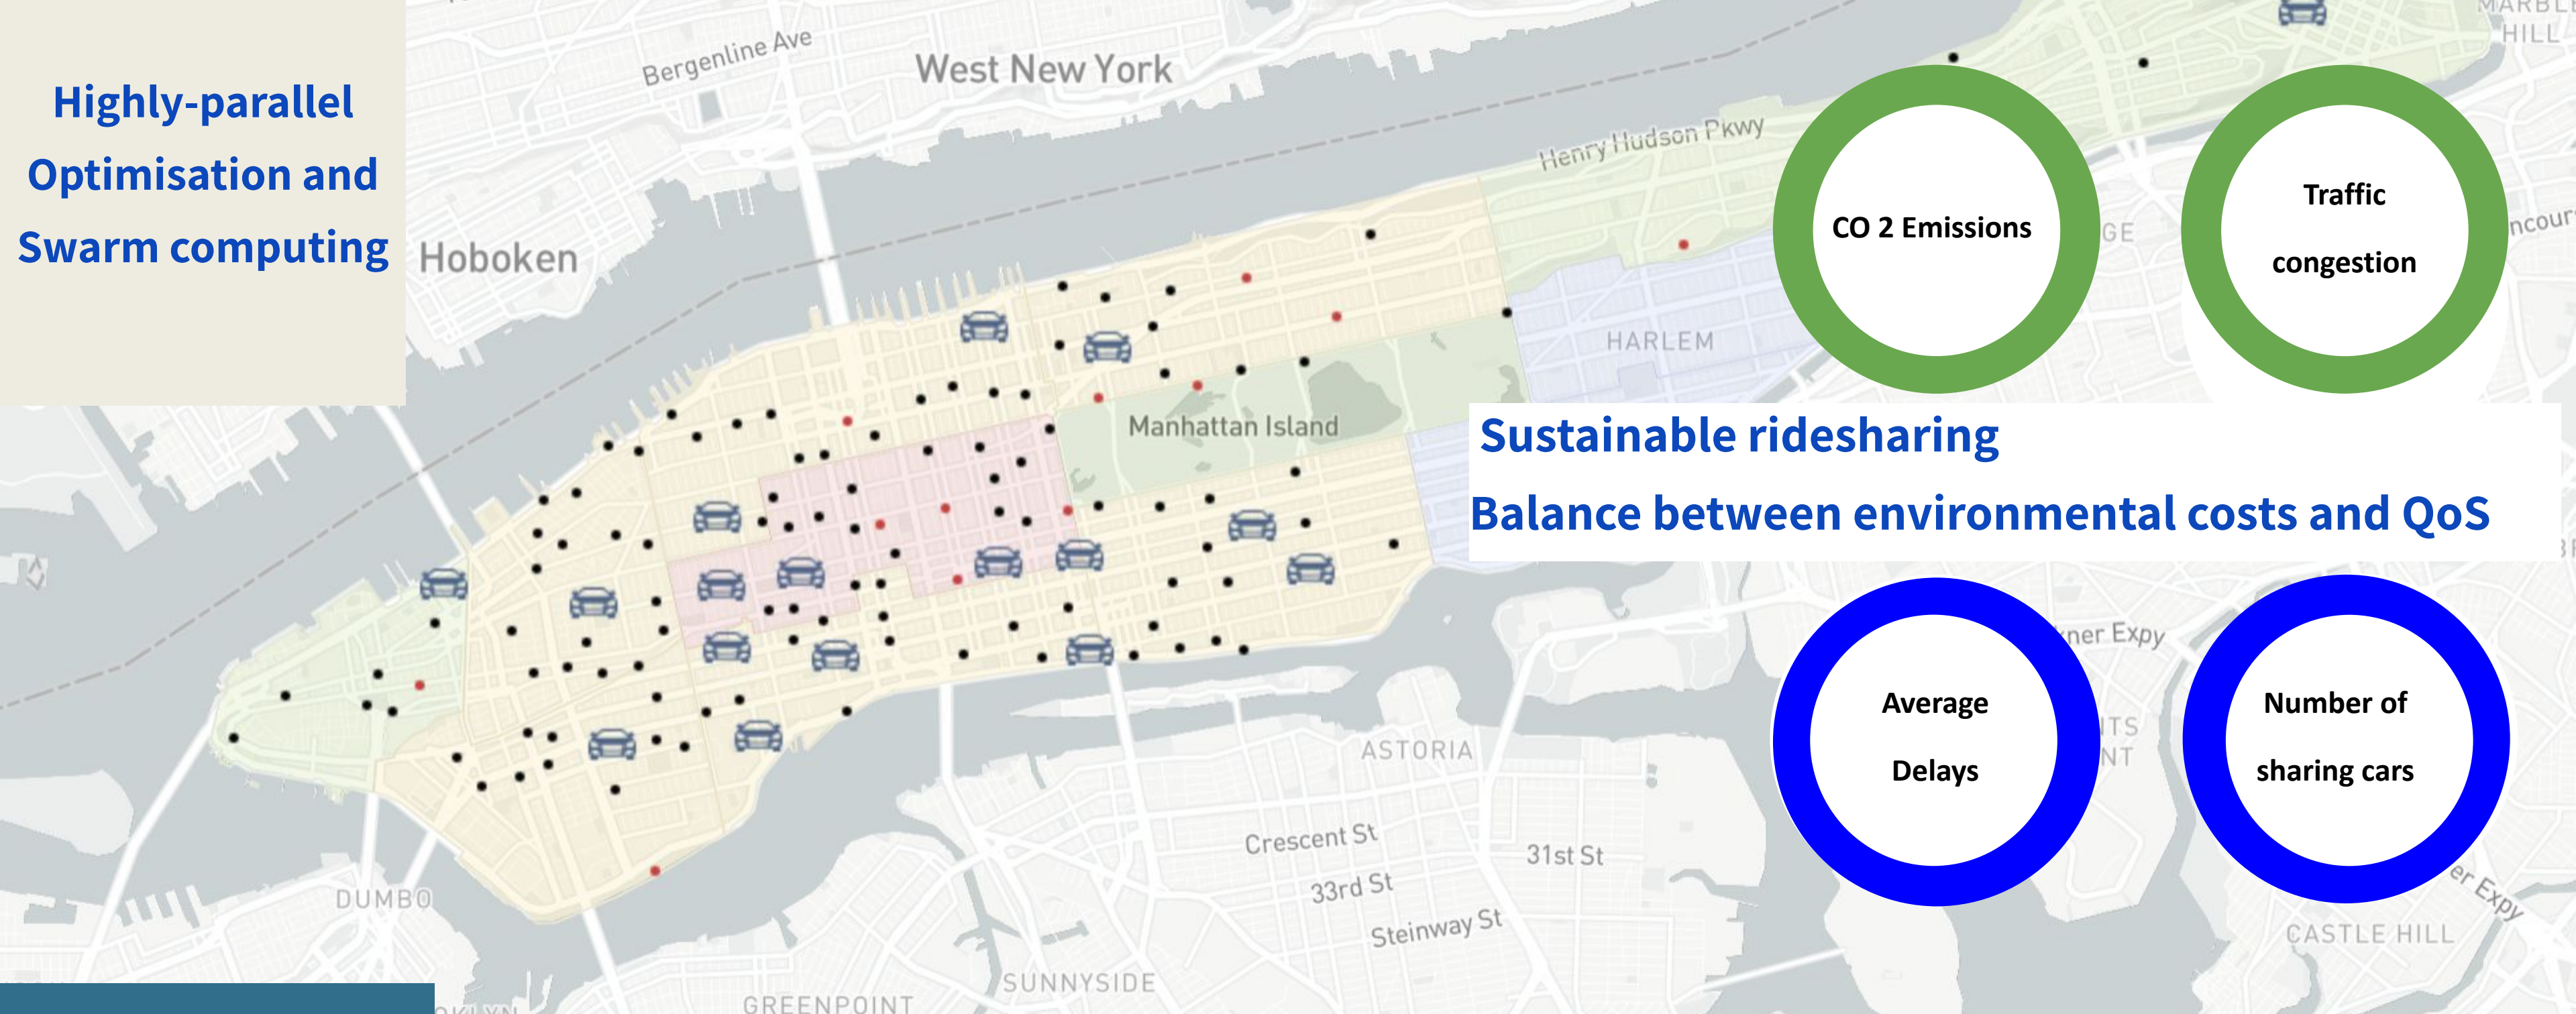 Highly-parallel
Optimisation and
Swarm computing
Bergenline Ave
West New York
Hoboken
Henry Hudson Pkwy
MARBLE
HILL
CO 2 Emissions
Traffic
congestion
HARLEM
Manhattan Island
Sustainable ridesharing
Balance between environmental costs and QoS
Average
Delays
Number of
sharing cars
ASTORIA
Crescent St
31st St
33rd St
Steinway St
DUMBO
SUNNYSIDE
GREENPOINT
CASTLE HILL